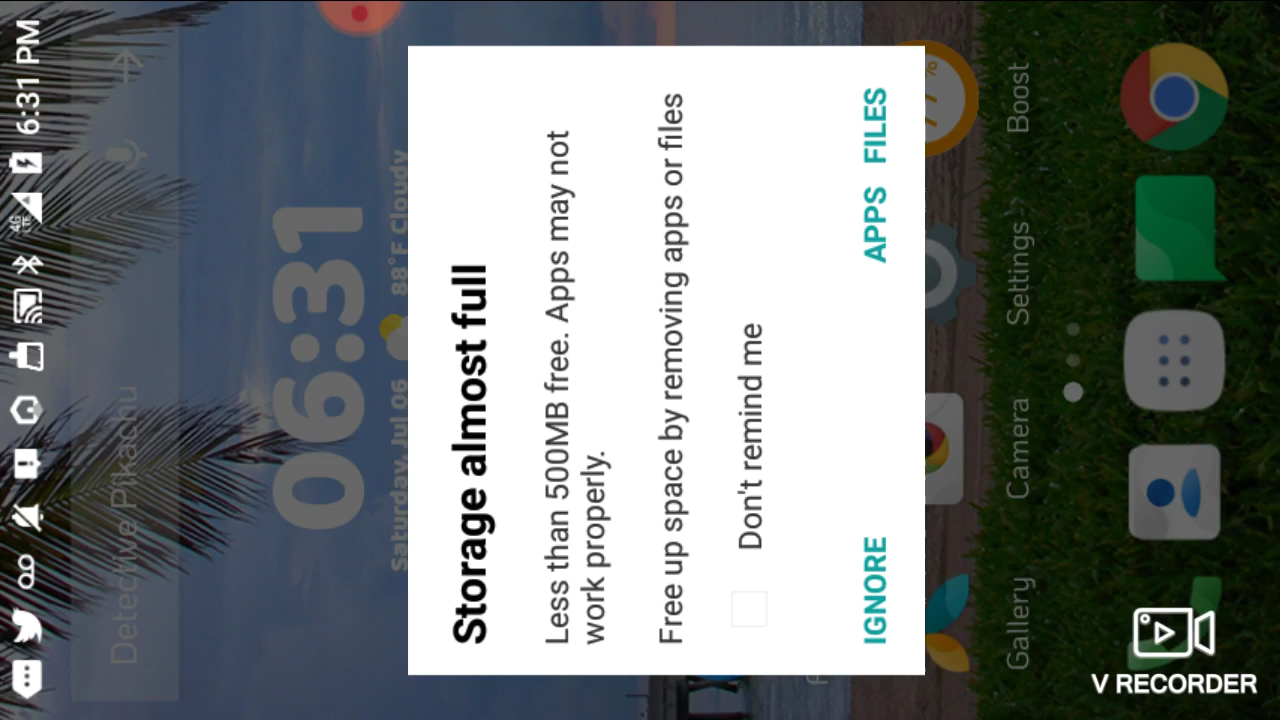 6:31 PM
4G
LTE
Detective Pikachu
06:31
Saturday, Jul 06
88°F Cloudy
Storage almost full
Less than 500MB free. Apps may not
work properly.
Free up space by removing apps or files
Don't remind me
IGNORE
APPS
FILES
Gallery
Camera
Settings
Boost
V RECORDER